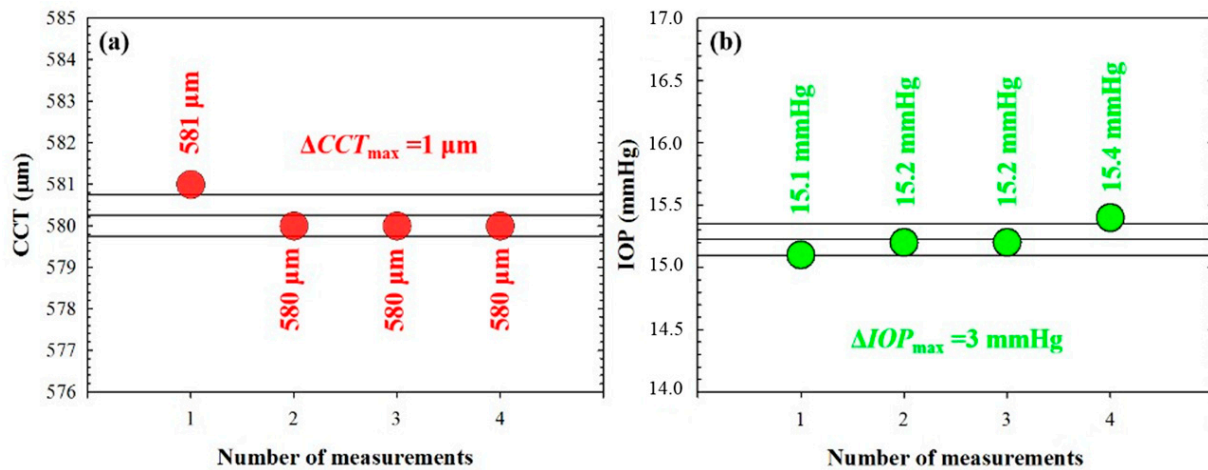 (a)
585
584
583
582
581
580
579
578
577
576
CCT (μm)
581 μm
580 μm
580 μm
580 μm
ΔCCTmax =1 μm
1 2 3 4
Number of measurements
(b)
17.0
16.5
16.0
15.5
15.0
14.5
14.0
IOP (mmHg)
15.1 mmHg
15.2 mmHg
15.2 mmHg
15.4 mmHg
ΔIOPmax =3 mmHg
1 2 3 4
Number of measurements